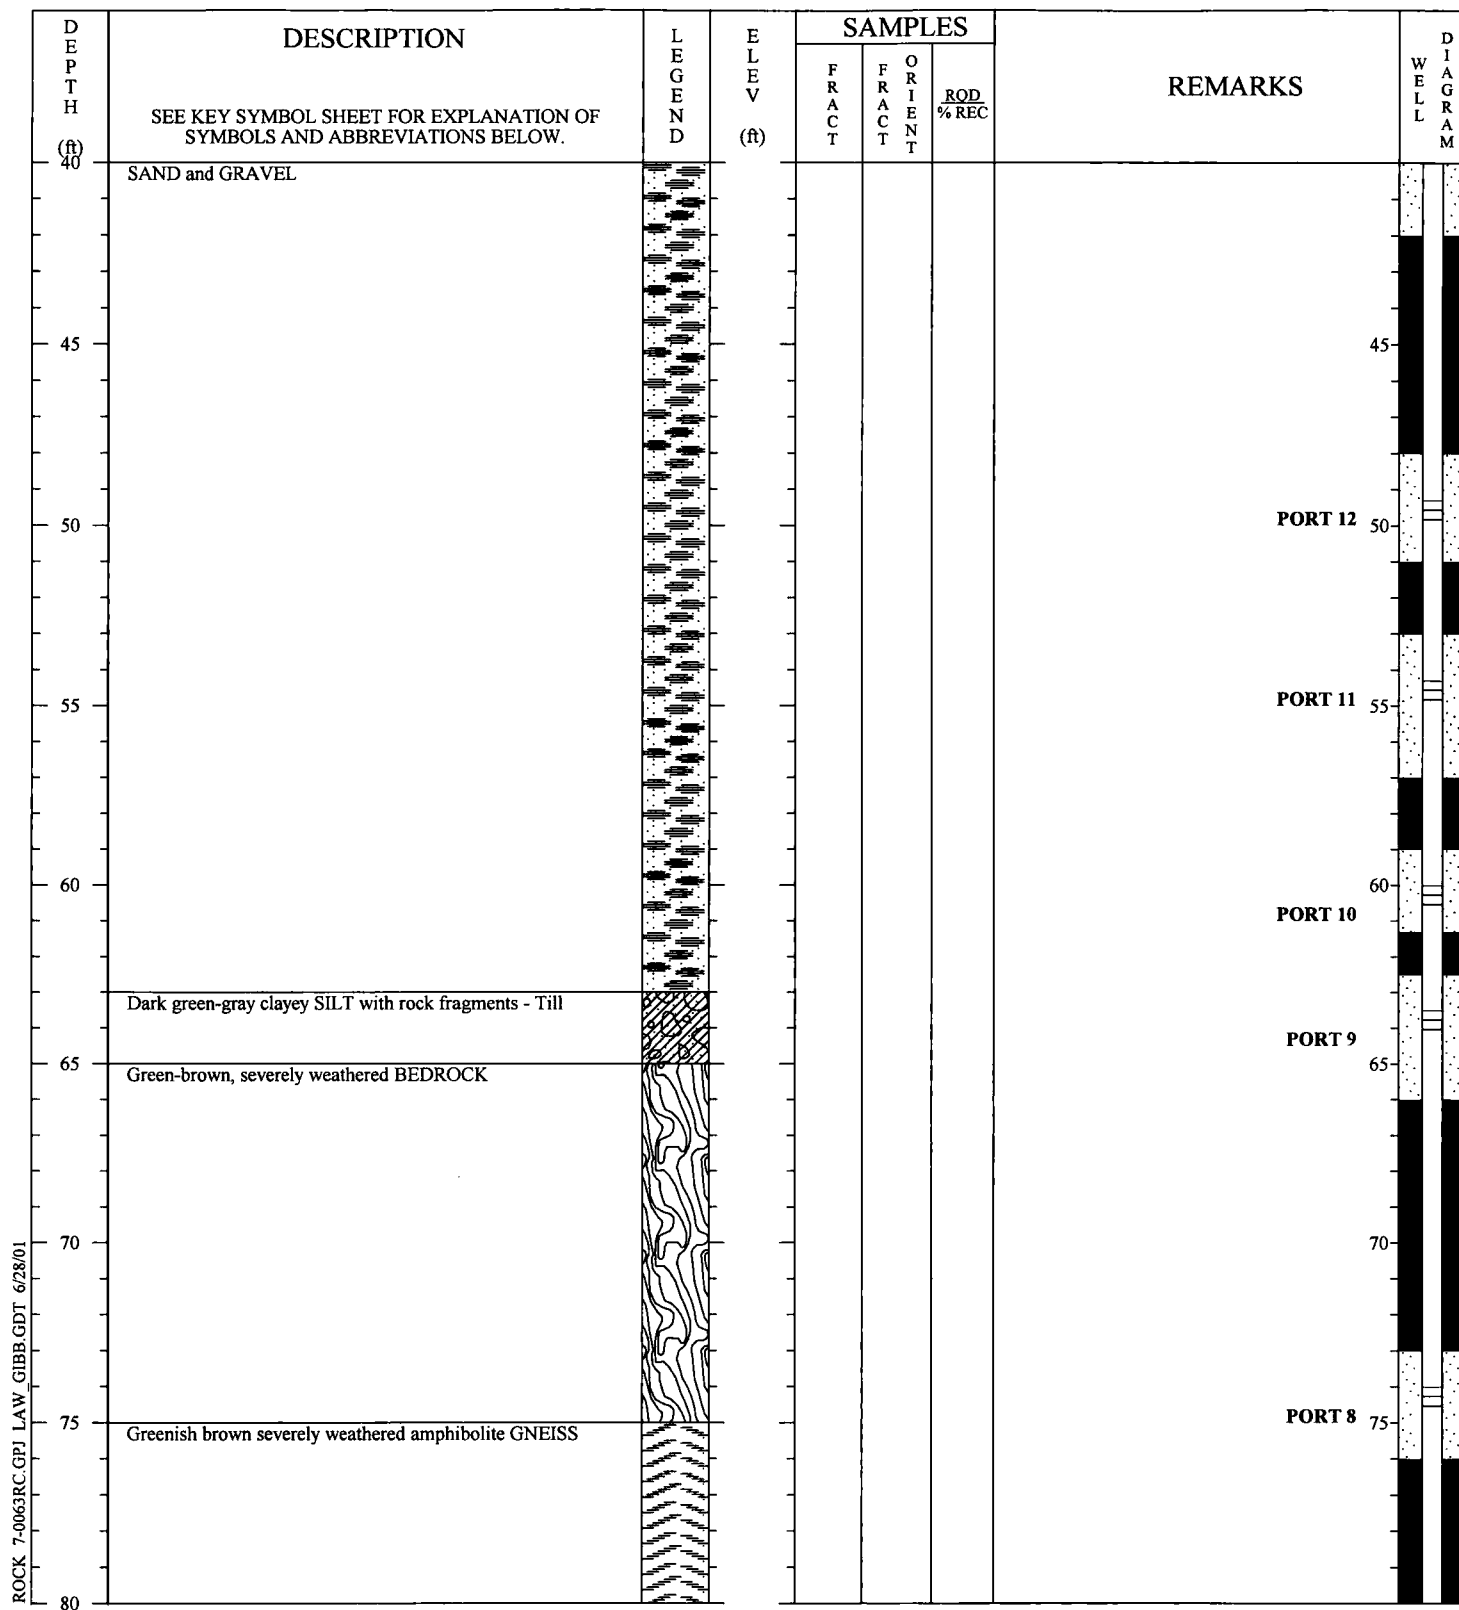 DEPTH (ft)
DESCRIPTION
SEE KEY SYMBOL SHEET FOR EXPLANATION OF
SYMBOLS AND ABBREVIATIONS BELOW.
LEGEND
ELEV (ft)
SAMPLES
FRACT
FRACT ORIENT
RQD
% REC
REMARKS
WELL DIAGRAM
40
SAND and GRAVEL
45 45
PORT 12
50 50
55 PORT 11 55
60 60
PORT 10
Dark green-gray clayey SILT with rock fragments - Till
PORT 9
65 65
Green-brown, severely weathered BEDROCK
70 70
PORT 8
75 75
Greenish brown severely weathered amphibolite GNEISS
80
ROCK 7-0063RC.GPJ LAW_GIBB.GDT 6/28/01